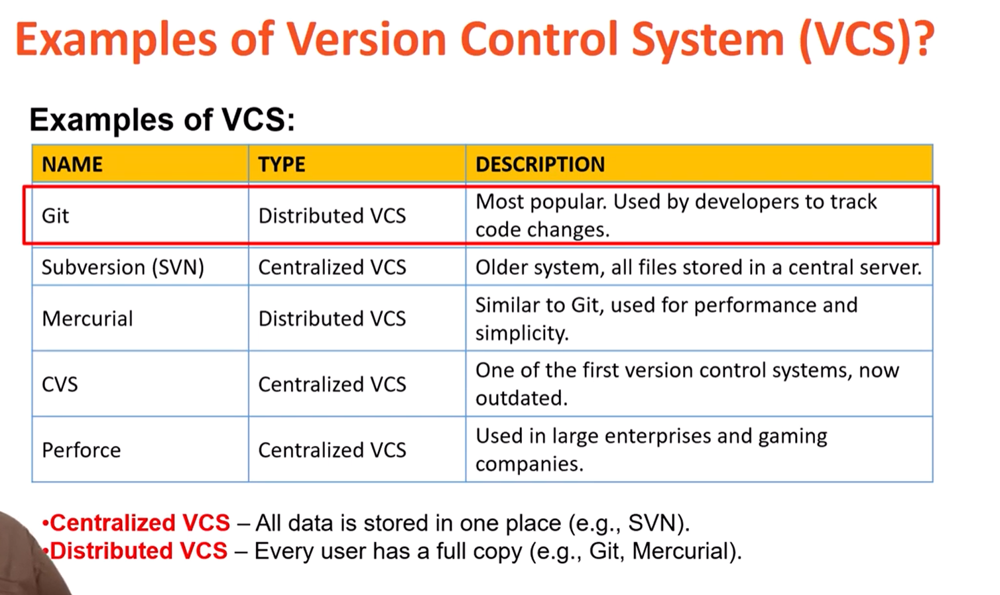 Examples of Version Control System (VCS)?
Examples of VCS:
NAME TYPE DESCRIPTION
Git Distributed VCS Most popular. Used by developers to track
code changes.
Subversion (SVN) Centralized VCS Older system, all files stored in a central server.
Mercurial Distributed VCS Similar to Git, used for performance and
simplicity.
CVS Centralized VCS One of the first version control systems, now
outdated.
Perforce Centralized VCS Used in large enterprises and gaming
companies.
•Centralized VCS – All data is stored in one place (e.g., SVN).
•Distributed VCS – Every user has a full copy (e.g., Git, Mercurial).